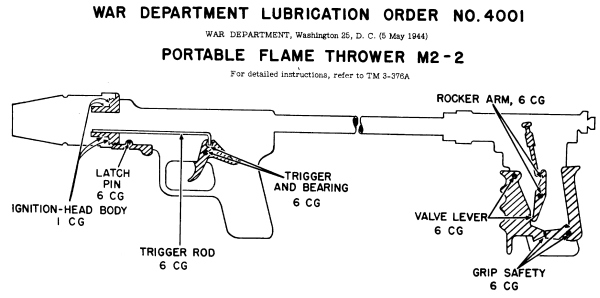 WAR DEPARTMENT LUBRICATION ORDER NO. 4001
WAR DEPARTMENT, Washington 25, D. C. (5 May 1944)
PORTABLE FLAME THROWER M2-2
For detailed instructions, refer to TM 3-376A
ROCKER ARM, 6 CG
LATCH
PIN
6 CG
IGNITION-HEAD BODY
1 CG
TRIGGER
AND BEARING
6 CG
TRIGGER ROD
6 CG
VALVE LEVER
6 CG
GRIP SAFETY
6 CG